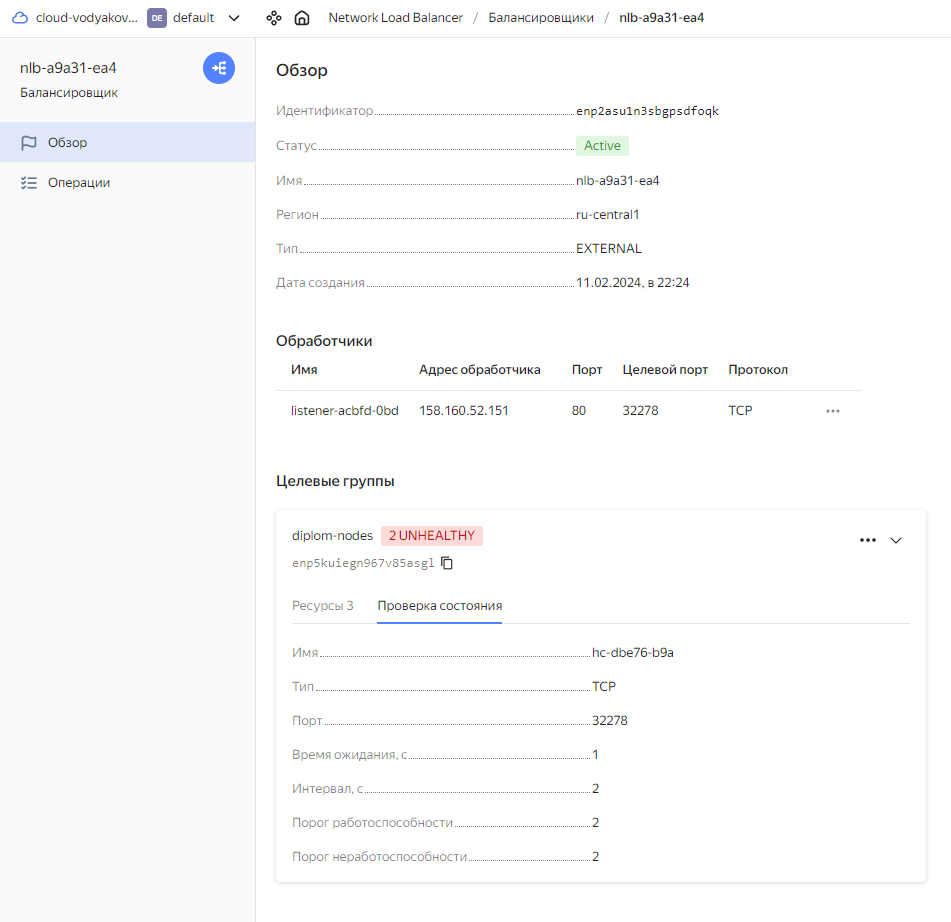 cloud-vodyakov... DE default Network Load Balancer / Балансировщики / nlb-a9a31-ea4
nlb-a9a31-ea4
Балансировщик
Обзор
Операции
Обзор
Идентификатор enp2asu1n3sbgpsdfoqk
Статус Active
Имя nlb-a9a31-ea4
Регион ru-central1
Тип EXTERNAL
Дата создания 11.02.2024, в 22:24
Обработчики
Имя Адрес обработчика Порт Целевой порт Протокол
listener-acbfd-0bd 158.160.52.151 80 32278 TCP
Целевые группы
diplom-nodes 2 UNHEALTHY
enp5kuiegn967v85asgl
Ресурсы 3 Проверка состояния
Имя hc-dbe76-b9a
Тип TCP
Порт 32278
Время ожидания, с 1
Интервал, с 2
Порог работоспособности 2
Порог неработоспособности 2